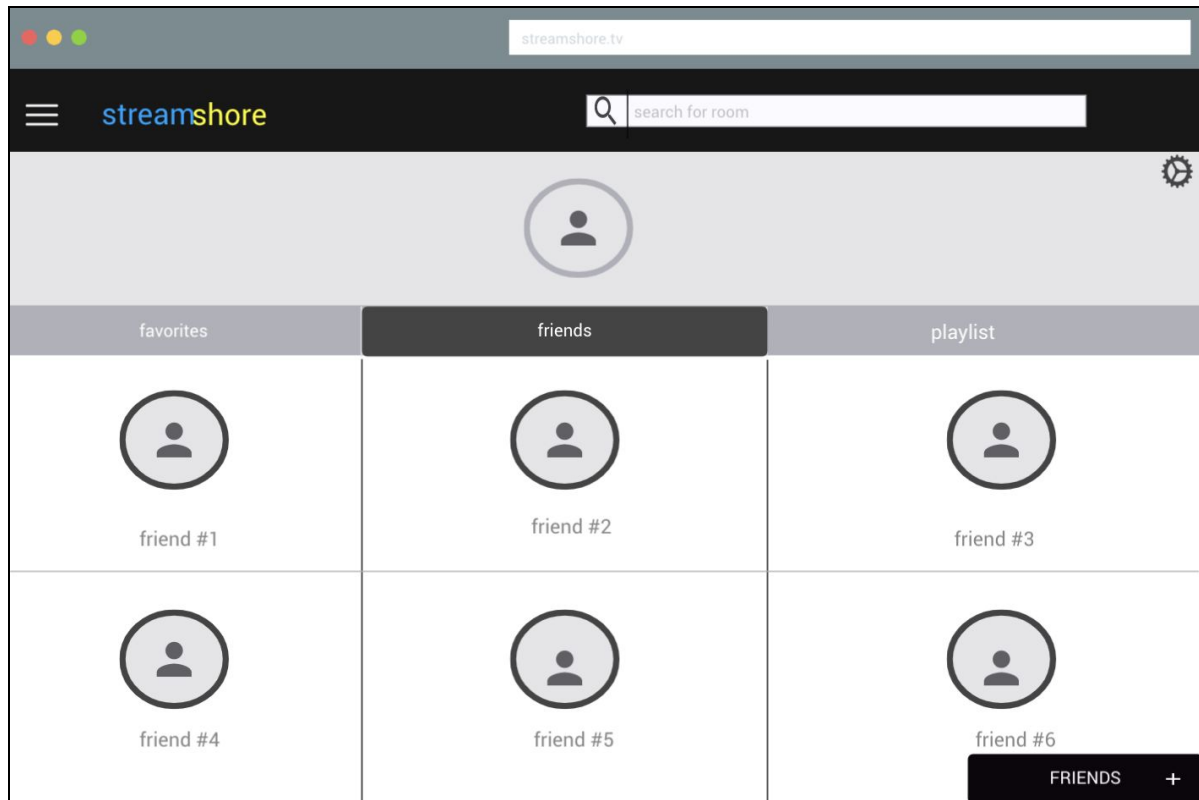 streamshore.tv
streamshore
search for room
favorites
friends
playlist
friend #1
friend #2
friend #3
friend #4
friend #5
friend #6
FRIENDS +